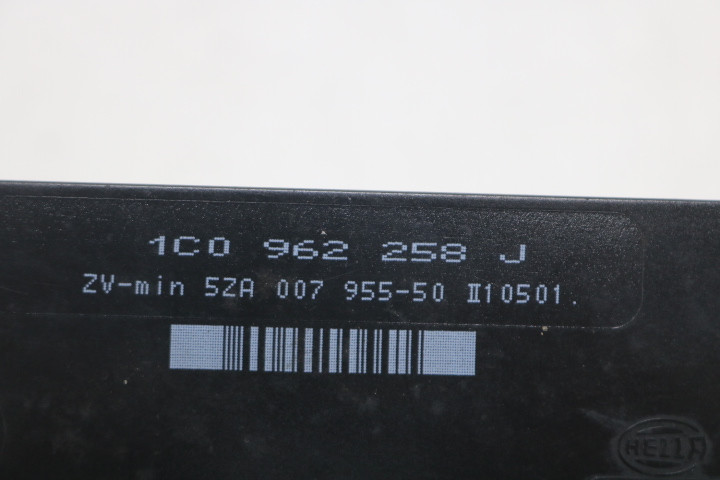 1C0 962 258 J
ZV-min 5ZA 007 955-50 II10501.
HELLA